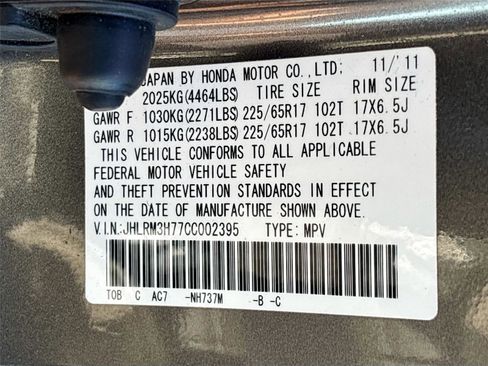 JAPAN BY HONDA MOTOR CO.,LTD; 11/'11
2025KG(4464LBS) TIRE SIZE RIM SIZE
GAWR F 1030KG(2271LBS) 225/65R17 102T 17X6.5J
GAWR R 1015KG(2238LBS) 225/65R17 102T 17X6.5J
THIS VEHICLE CONFORMS TO ALL APPLICABLE
FEDERAL MOTOR VEHICLE SAFETY
AND THEFT PREVENTION STANDARDS IN EFFECT
ON THE DATE OF MANUFACTURE SHOWN ABOVE.
V.I.N:JHLRM3H77CC002395 TYPE: MPV
TOB C AC7 -NH737M -B -C